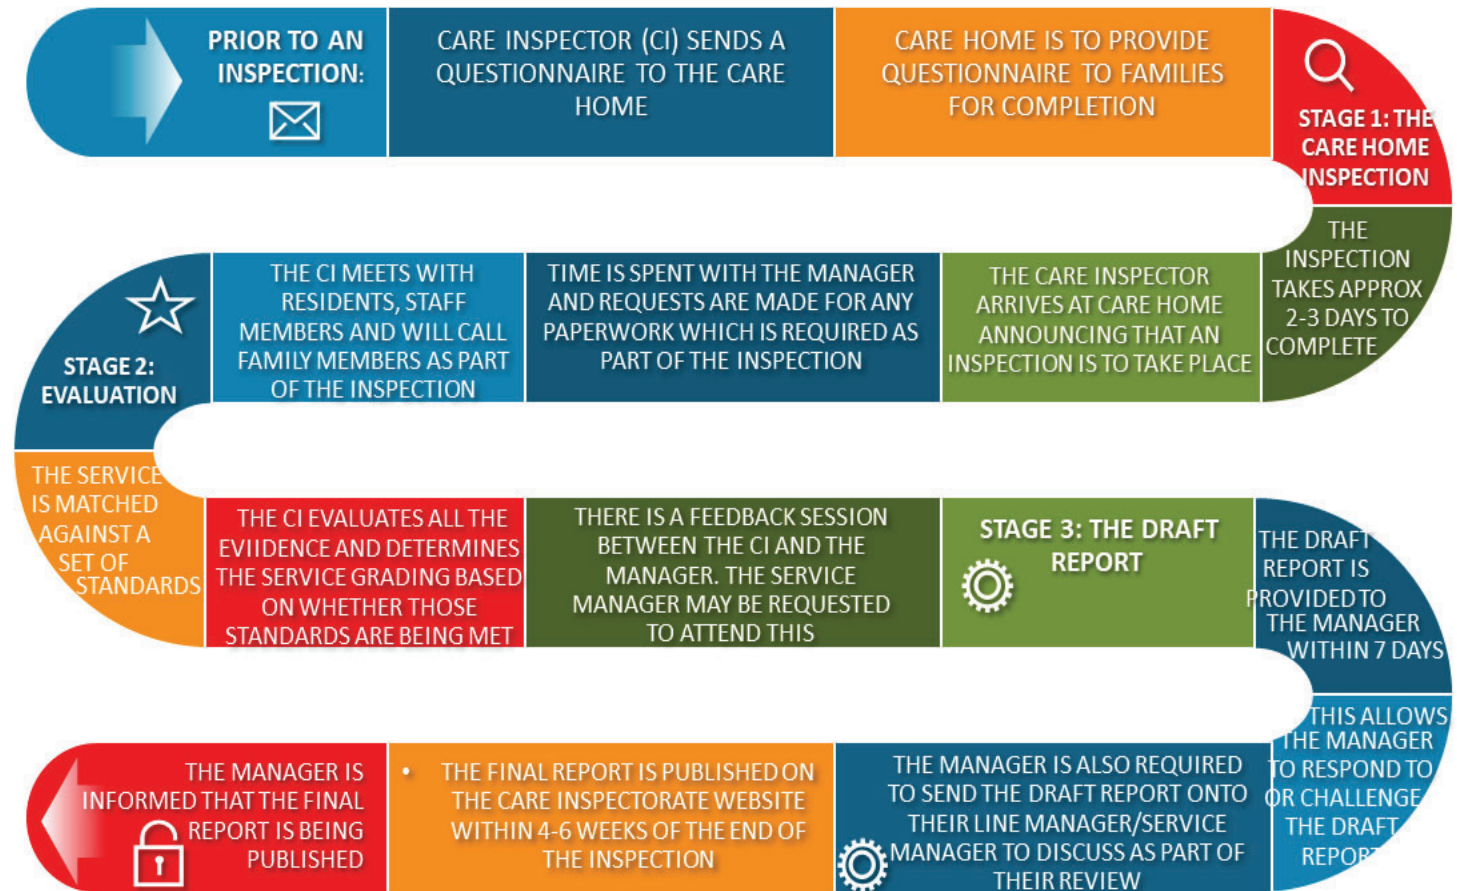 PRIOR TO AN
INSPECTION:
CARE INSPECTOR (CI) SENDS A
QUESTIONNAIRE TO THE CARE
HOME
CARE HOME IS TO PROVIDE
QUESTIONNAIRE TO FAMILIES
FOR COMPLETION
STAGE 1: THE
CARE HOME
INSPECTION
THE
INSPECTION
TAKES APPROX
2-3 DAYS TO
COMPLETE
THE CARE INSPECTOR
ARRIVES AT CARE HOME
ANNOUNCING THAT AN
INSPECTION IS TO TAKE PLACE
TIME IS SPENT WITH THE MANAGER
AND REQUESTS ARE MADE FOR ANY
PAPERWORK WHICH IS REQUIRED AS
PART OF THE INSPECTION
THE CI MEETS WITH
RESIDENTS, STAFF
MEMBERS AND WILL CALL
FAMILY MEMBERS AS PART
OF THE INSPECTION
STAGE 2:
EVALUATION
THE SERVICE
IS MATCHED
AGAINST A
SET OF
STANDARDS
THE CI EVALUATES ALL THE
EVIIDENCE AND DETERMINES
THE SERVICE GRADING BASED
ON WHETHER THOSE
STANDARDS ARE BEING MET
THERE IS A FEEDBACK SESSION
BETWEEN THE CI AND THE
MANAGER. THE SERVICE
MANAGER MAY BE REQUESTED
TO ATTEND THIS
STAGE 3: THE DRAFT
REPORT
THE DRAFT
REPORT IS
PROVIDED TO
THE MANAGER
WITHIN 7 DAYS
THIS ALLOWS
THE MANAGER
TO RESPOND TO
OR CHALLENGE
THE DRAFT
REPORT
THE MANAGER IS ALSO REQUIRED
TO SEND THE DRAFT REPORT ONTO
THEIR LINE MANAGER/SERVICE
MANAGER TO DISCUSS AS PART OF
THEIR REVIEW
• THE FINAL REPORT IS PUBLISHED ON
THE CARE INSPECTORATE WEBSITE
WITHIN 4-6 WEEKS OF THE END OF
THE INSPECTION
THE MANAGER IS
INFORMED THAT THE FINAL
REPORT IS BEING
PUBLISHED